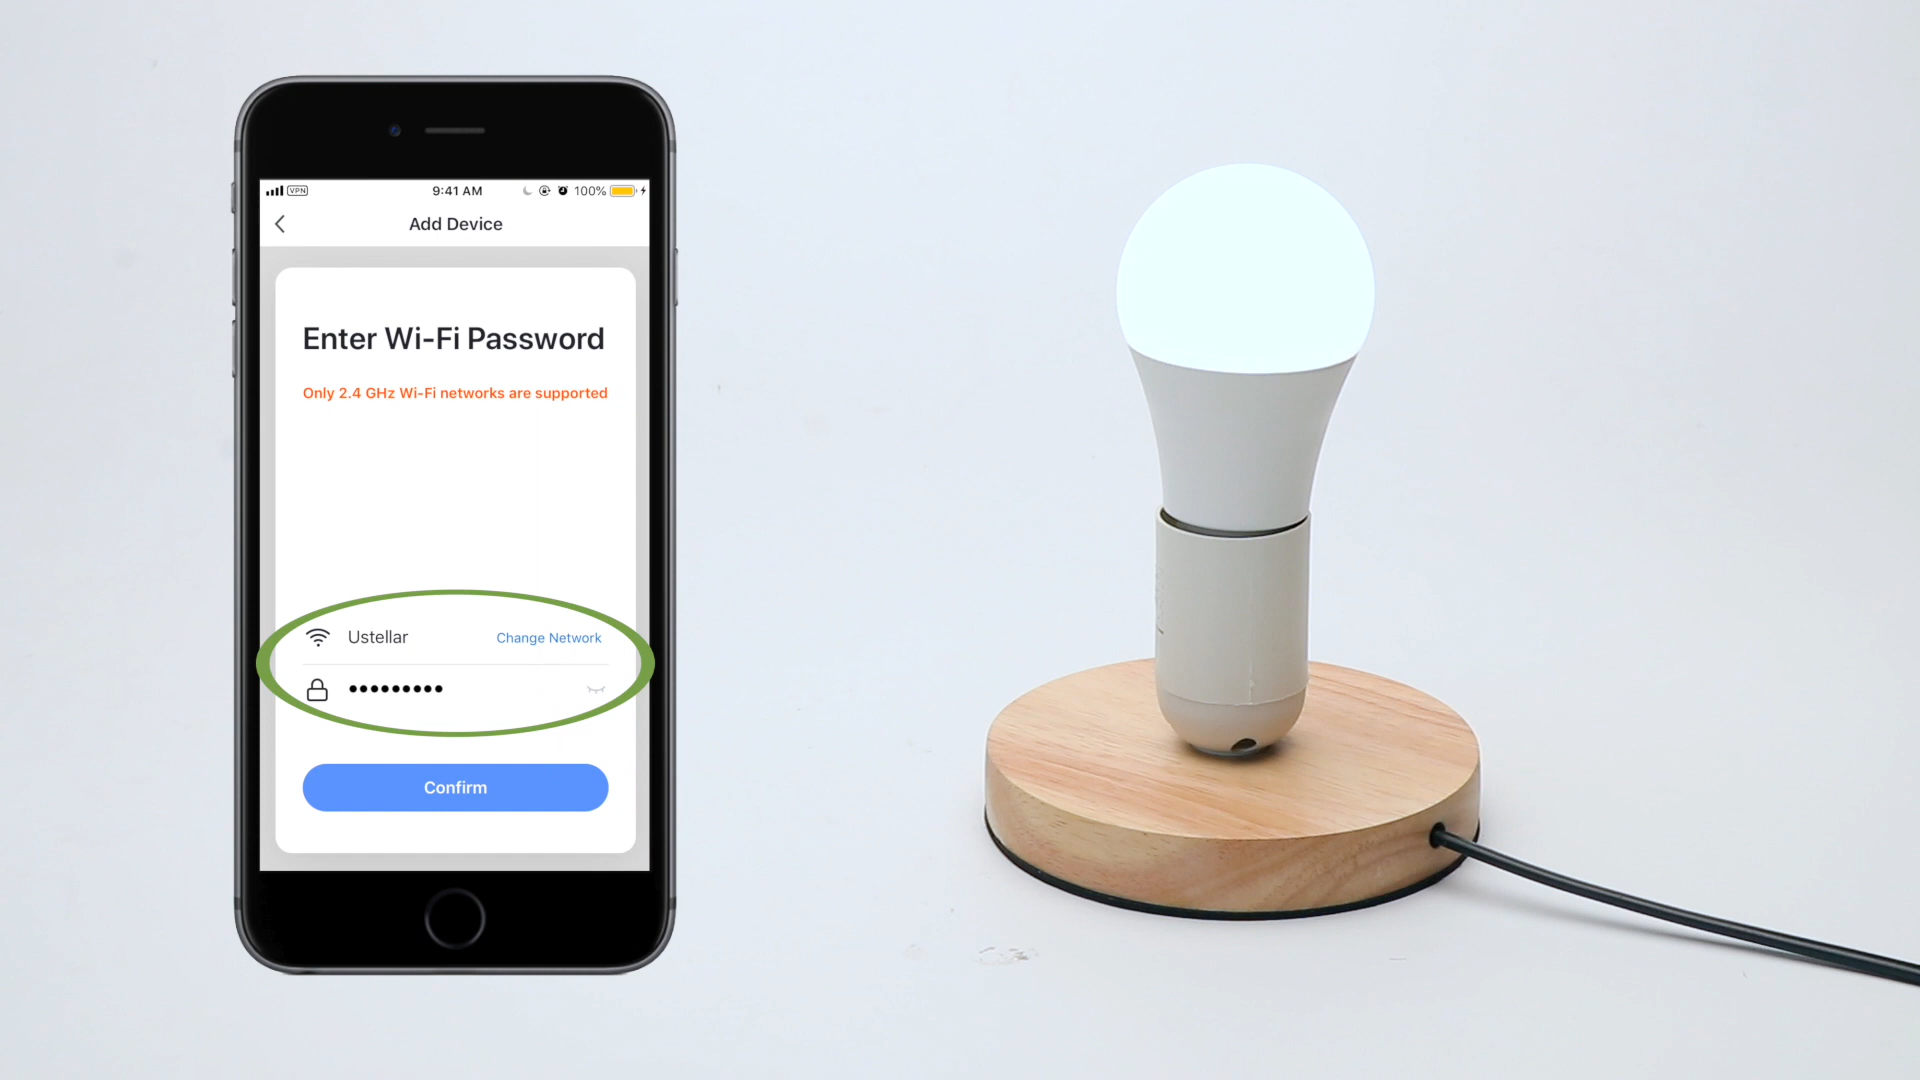 VPN 9:41 AM 100%
Add Device
Enter Wi-Fi Password
Only 2.4 GHz Wi-Fi networks are supported
Ustellar Change Network
•••••••••
Confirm